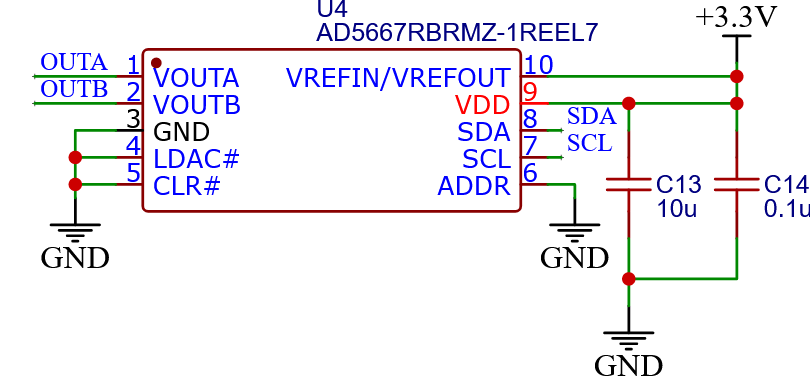 U4
AD5667RBRMZ-1REEL7
+3.3V
OUTA 1 VOUTA VREFIN/VREFOUT 10
OUTB 2 VOUTB VDD 9
3 GND SDA 8 SDA
4 LDAC# SCL 7 SCL
5 CLR# ADDR 6
C13 C14
10u 0.1u
GND GND
GND